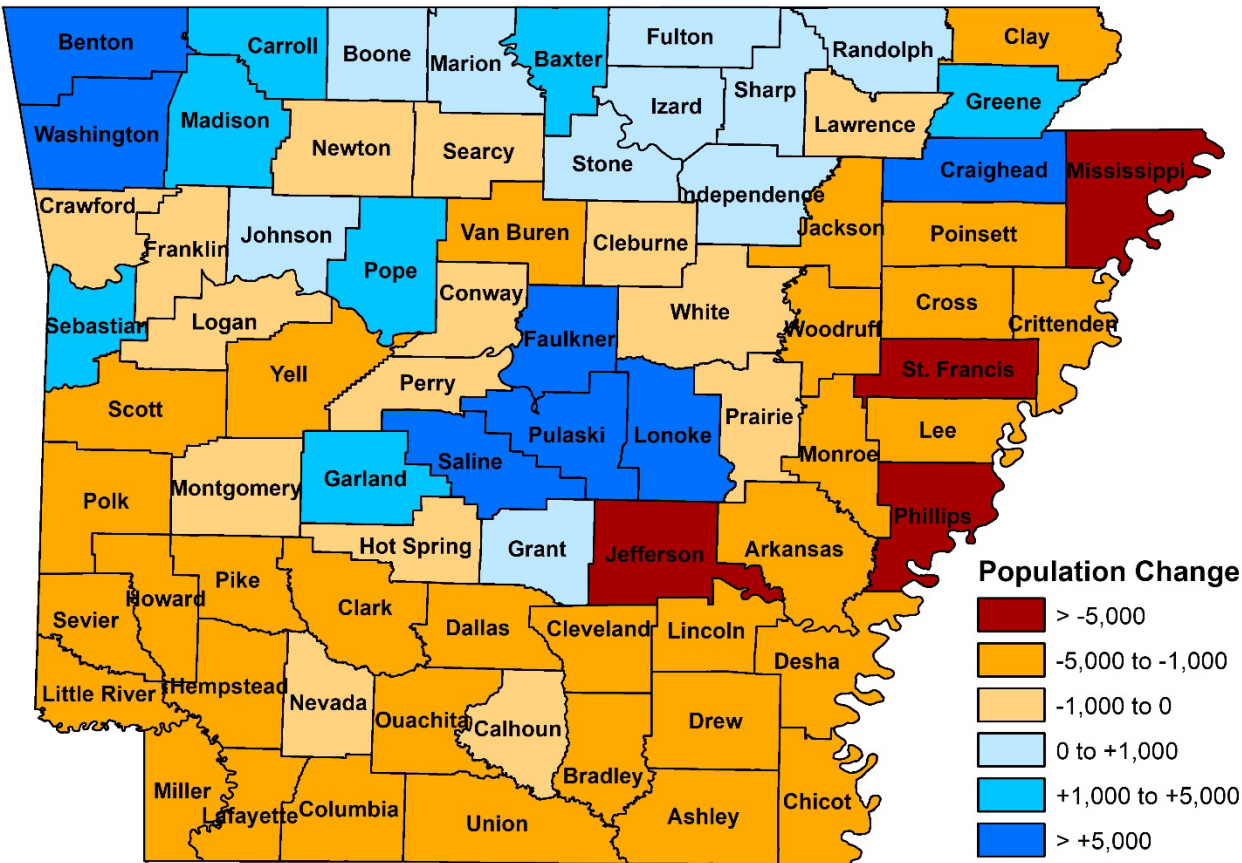 Benton
Carroll
Boone
Marion
Baxter
Fulton
Randolph
Clay
Washington
Madison
Newton
Searcy
Stone
Izard
Sharp
Lawrence
Greene
Independence
Craighead
Mississippi
Crawford
Franklin
Johnson
Pope
Van Buren
Cleburne
Jackson
Poinsett
Sebastian
Logan
Conway
Faulkner
White
Woodruff
Cross
Crittenden
Scott
Yell
Perry
Pulaski
Lonoke
Prairie
St. Francis
Lee
Monroe
Polk
Montgomery
Garland
Saline
Hot Spring
Grant
Jefferson
Arkansas
Phillips
Sevier
Howard
Pike
Clark
Dallas
Cleveland
Lincoln
Desha
Little River
Hempstead
Nevada
Ouachita
Calhoun
Bradley
Drew
Miller
Lafayette
Columbia
Union
Ashley
Chicot
Population Change
> -5,000
-5,000 to -1,000
-1,000 to 0
0 to +1,000
+1,000 to +5,000
> +5,000